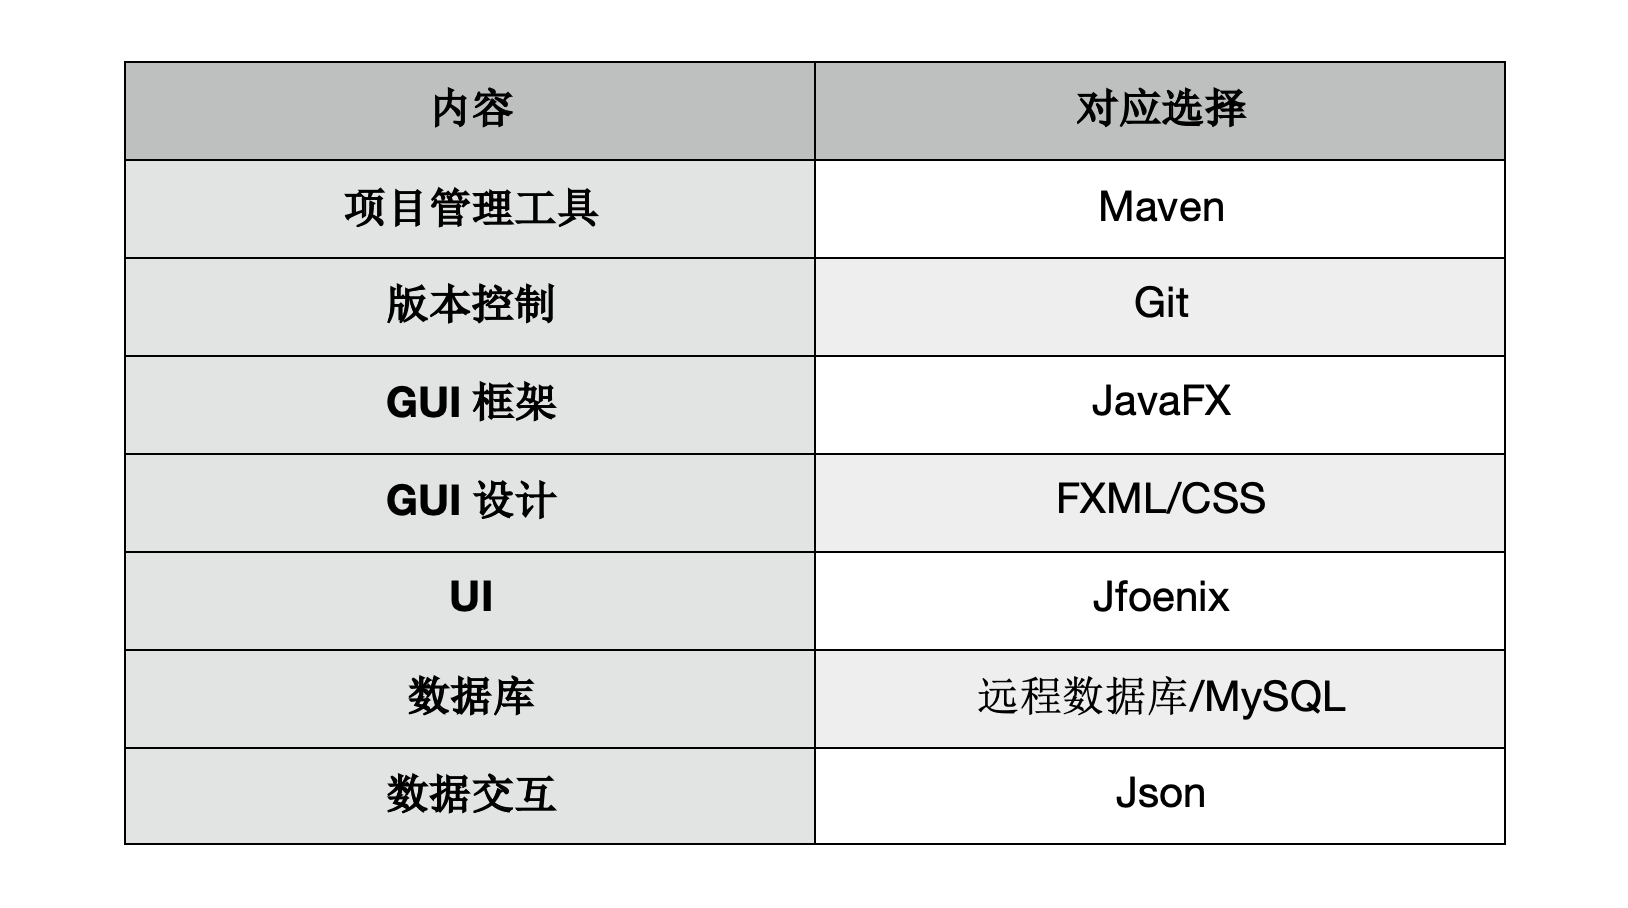 内容 对应选择
项目管理工具 Maven
版本控制 Git
GUI 框架 JavaFX
GUI 设计 FXML/CSS
UI Jfoenix
数据库 远程数据库/MySQL
数据交互 Json